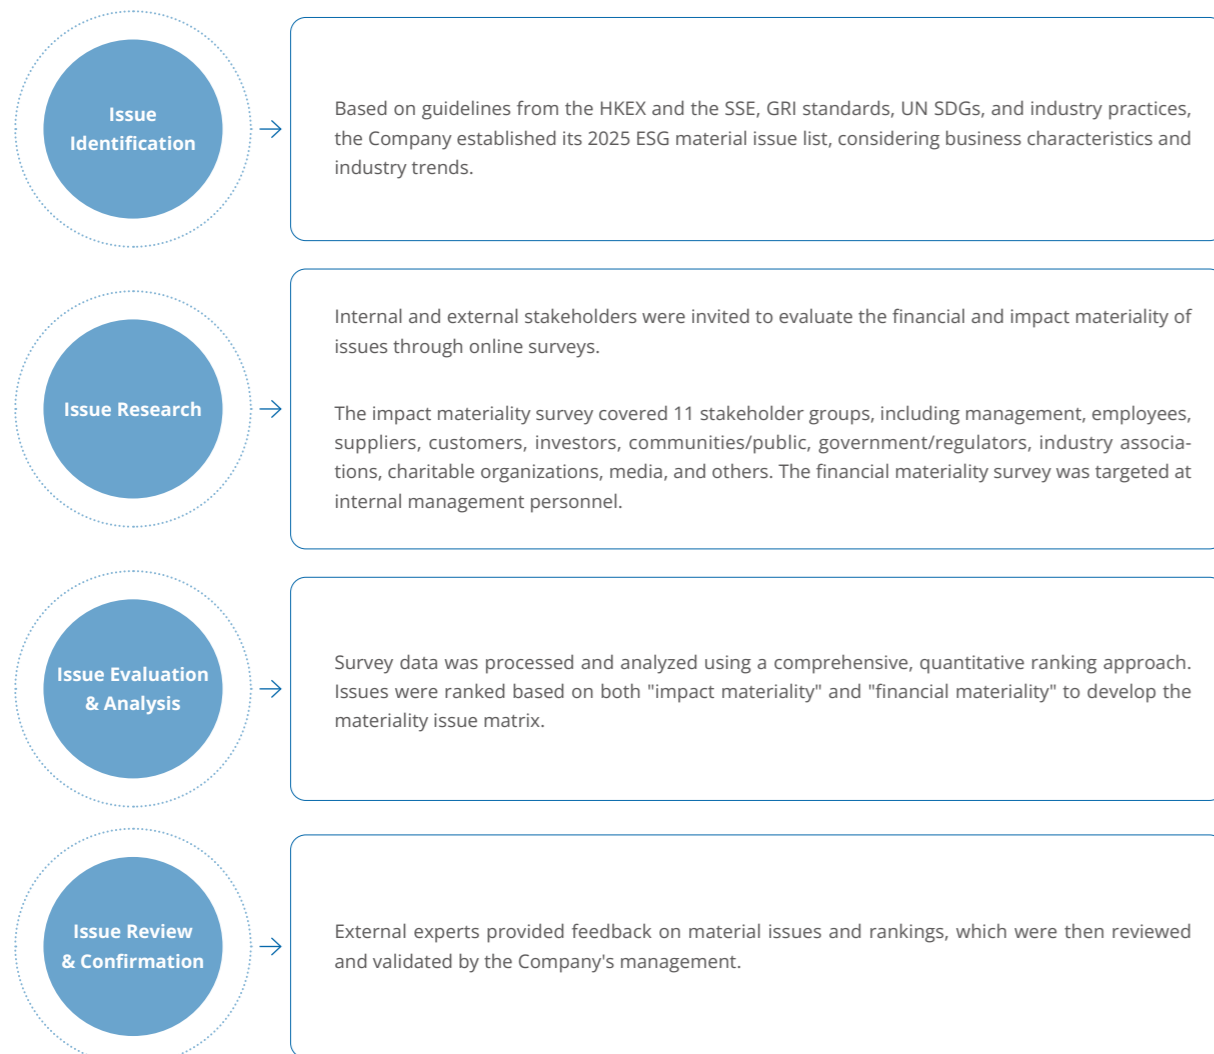 Issue
Identification
Based on guidelines from the HKEX and the SSE, GRI standards, UN SDGs, and industry practices,
the Company established its 2025 ESG material issue list, considering business characteristics and
industry trends.
Issue Research
Internal and external stakeholders were invited to evaluate the financial and impact materiality of
issues through online surveys.
The impact materiality survey covered 11 stakeholder groups, including management, employees,
suppliers, customers, investors, communities/public, government/regulators, industry associa-
tions, charitable organizations, media, and others. The financial materiality survey was targeted at
internal management personnel.
Issue Evaluation
& Analysis
Survey data was processed and analyzed using a comprehensive, quantitative ranking approach.
Issues were ranked based on both "impact materiality" and "financial materiality" to develop the
materiality issue matrix.
Issue Review
& Confirmation
External experts provided feedback on material issues and rankings, which were then reviewed
and validated by the Company's management.